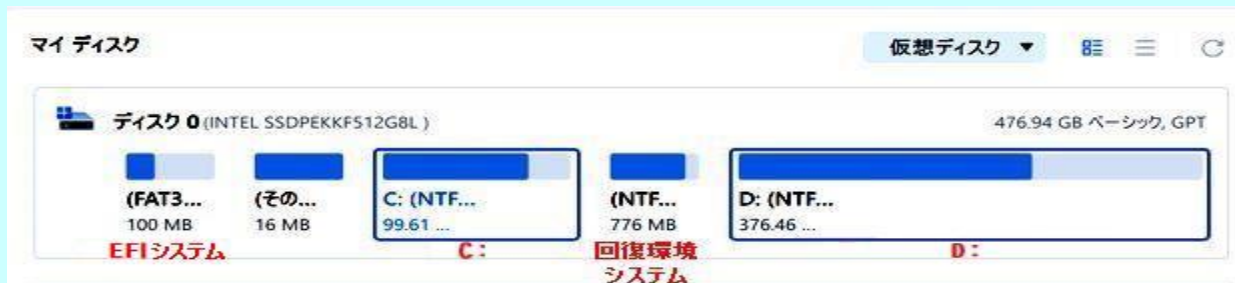 マイ ディスク
仮想ディスク ▼
ディスク 0 (INTEL SSDPEKKF512G8L )
476.94 GB ベーシック, GPT
(FAT3... (その... C: (NTF... (NTF... D: (NTF...
100 MB 16 MB 99.61 ... 776 MB 376.46 ...
EFIシステム C: 回復環境 D:
システム